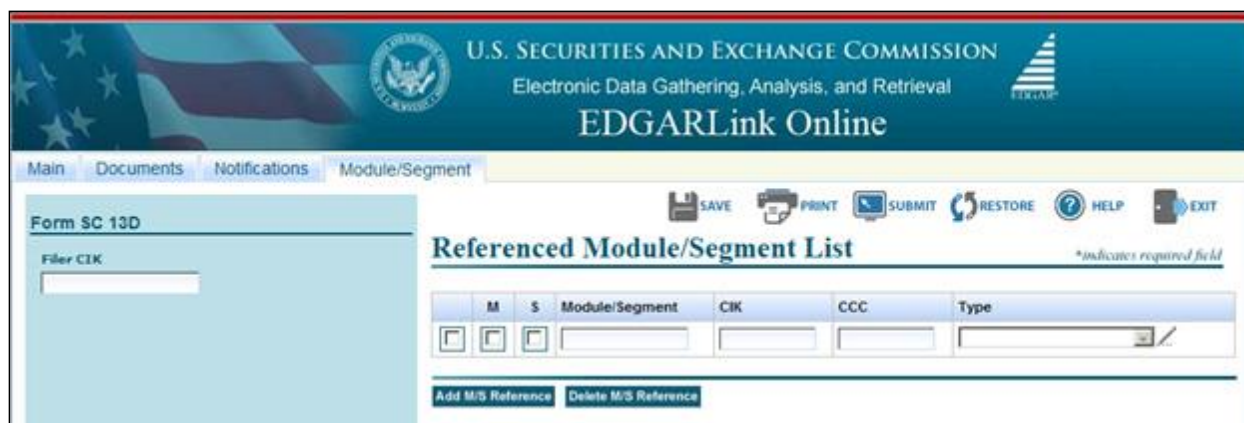 U.S. SECURITIES AND EXCHANGE COMMISSION
Electronic Data Gathering, Analysis, and Retrieval
EDGAR®
EDGARLink Online
Main Documents Notifications Module/Segment
SAVE PRINT SUBMIT RESTORE HELP EXIT
Form SC 13D
Referenced Module/Segment List
*indicates required field
Filer CIK
M S Module/Segment CIK CCC Type
Add M/S Reference Delete M/S Reference